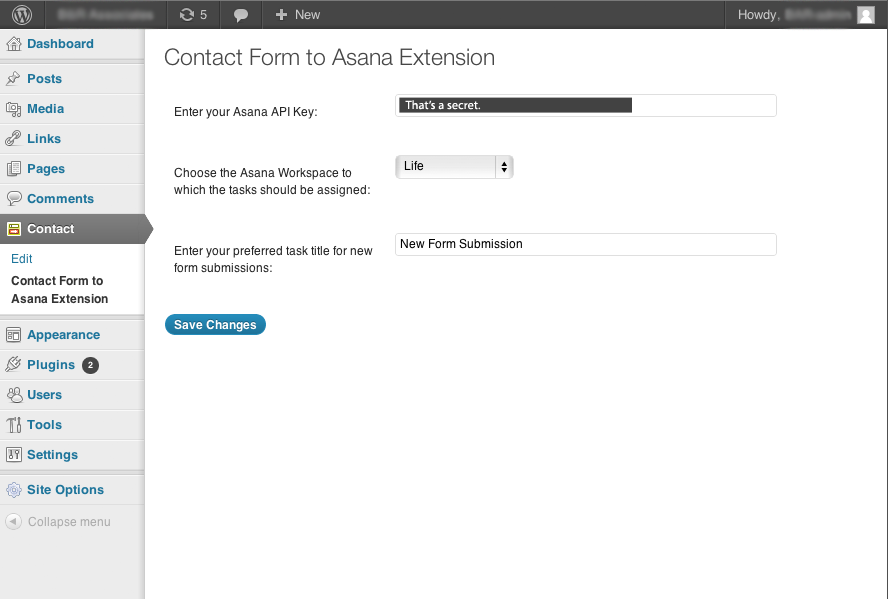 5
New
Howdy,
Dashboard
Posts
Media
Links
Pages
Comments
Contact
Edit
Contact Form to
Asana Extension
Appearance
Plugins 2
Users
Tools
Settings
Site Options
Collapse menu
Contact Form to Asana Extension
Enter your Asana API Key:
That's a secret.
Choose the Asana Workspace to
which the tasks should be assigned:
Life
Enter your preferred task title for new
form submissions:
New Form Submission
Save Changes